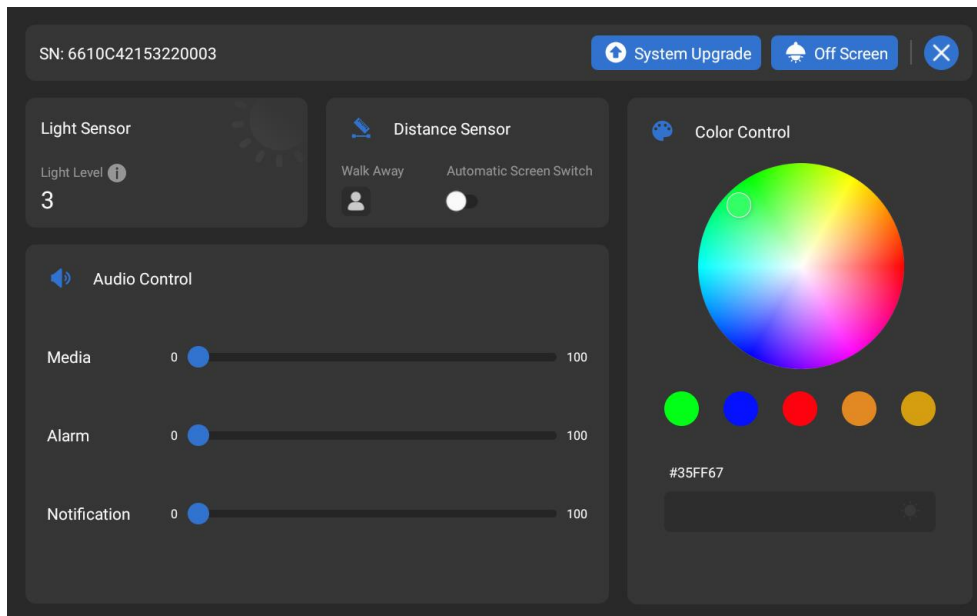 SN: 6610C42153220003
System Upgrade
Off Screen
Light Sensor
Light Level
3
Distance Sensor
Walk Away
Automatic Screen Switch
Color Control
Audio Control
Media 0 100
Alarm 0 100
Notification 0 100
#35FF67